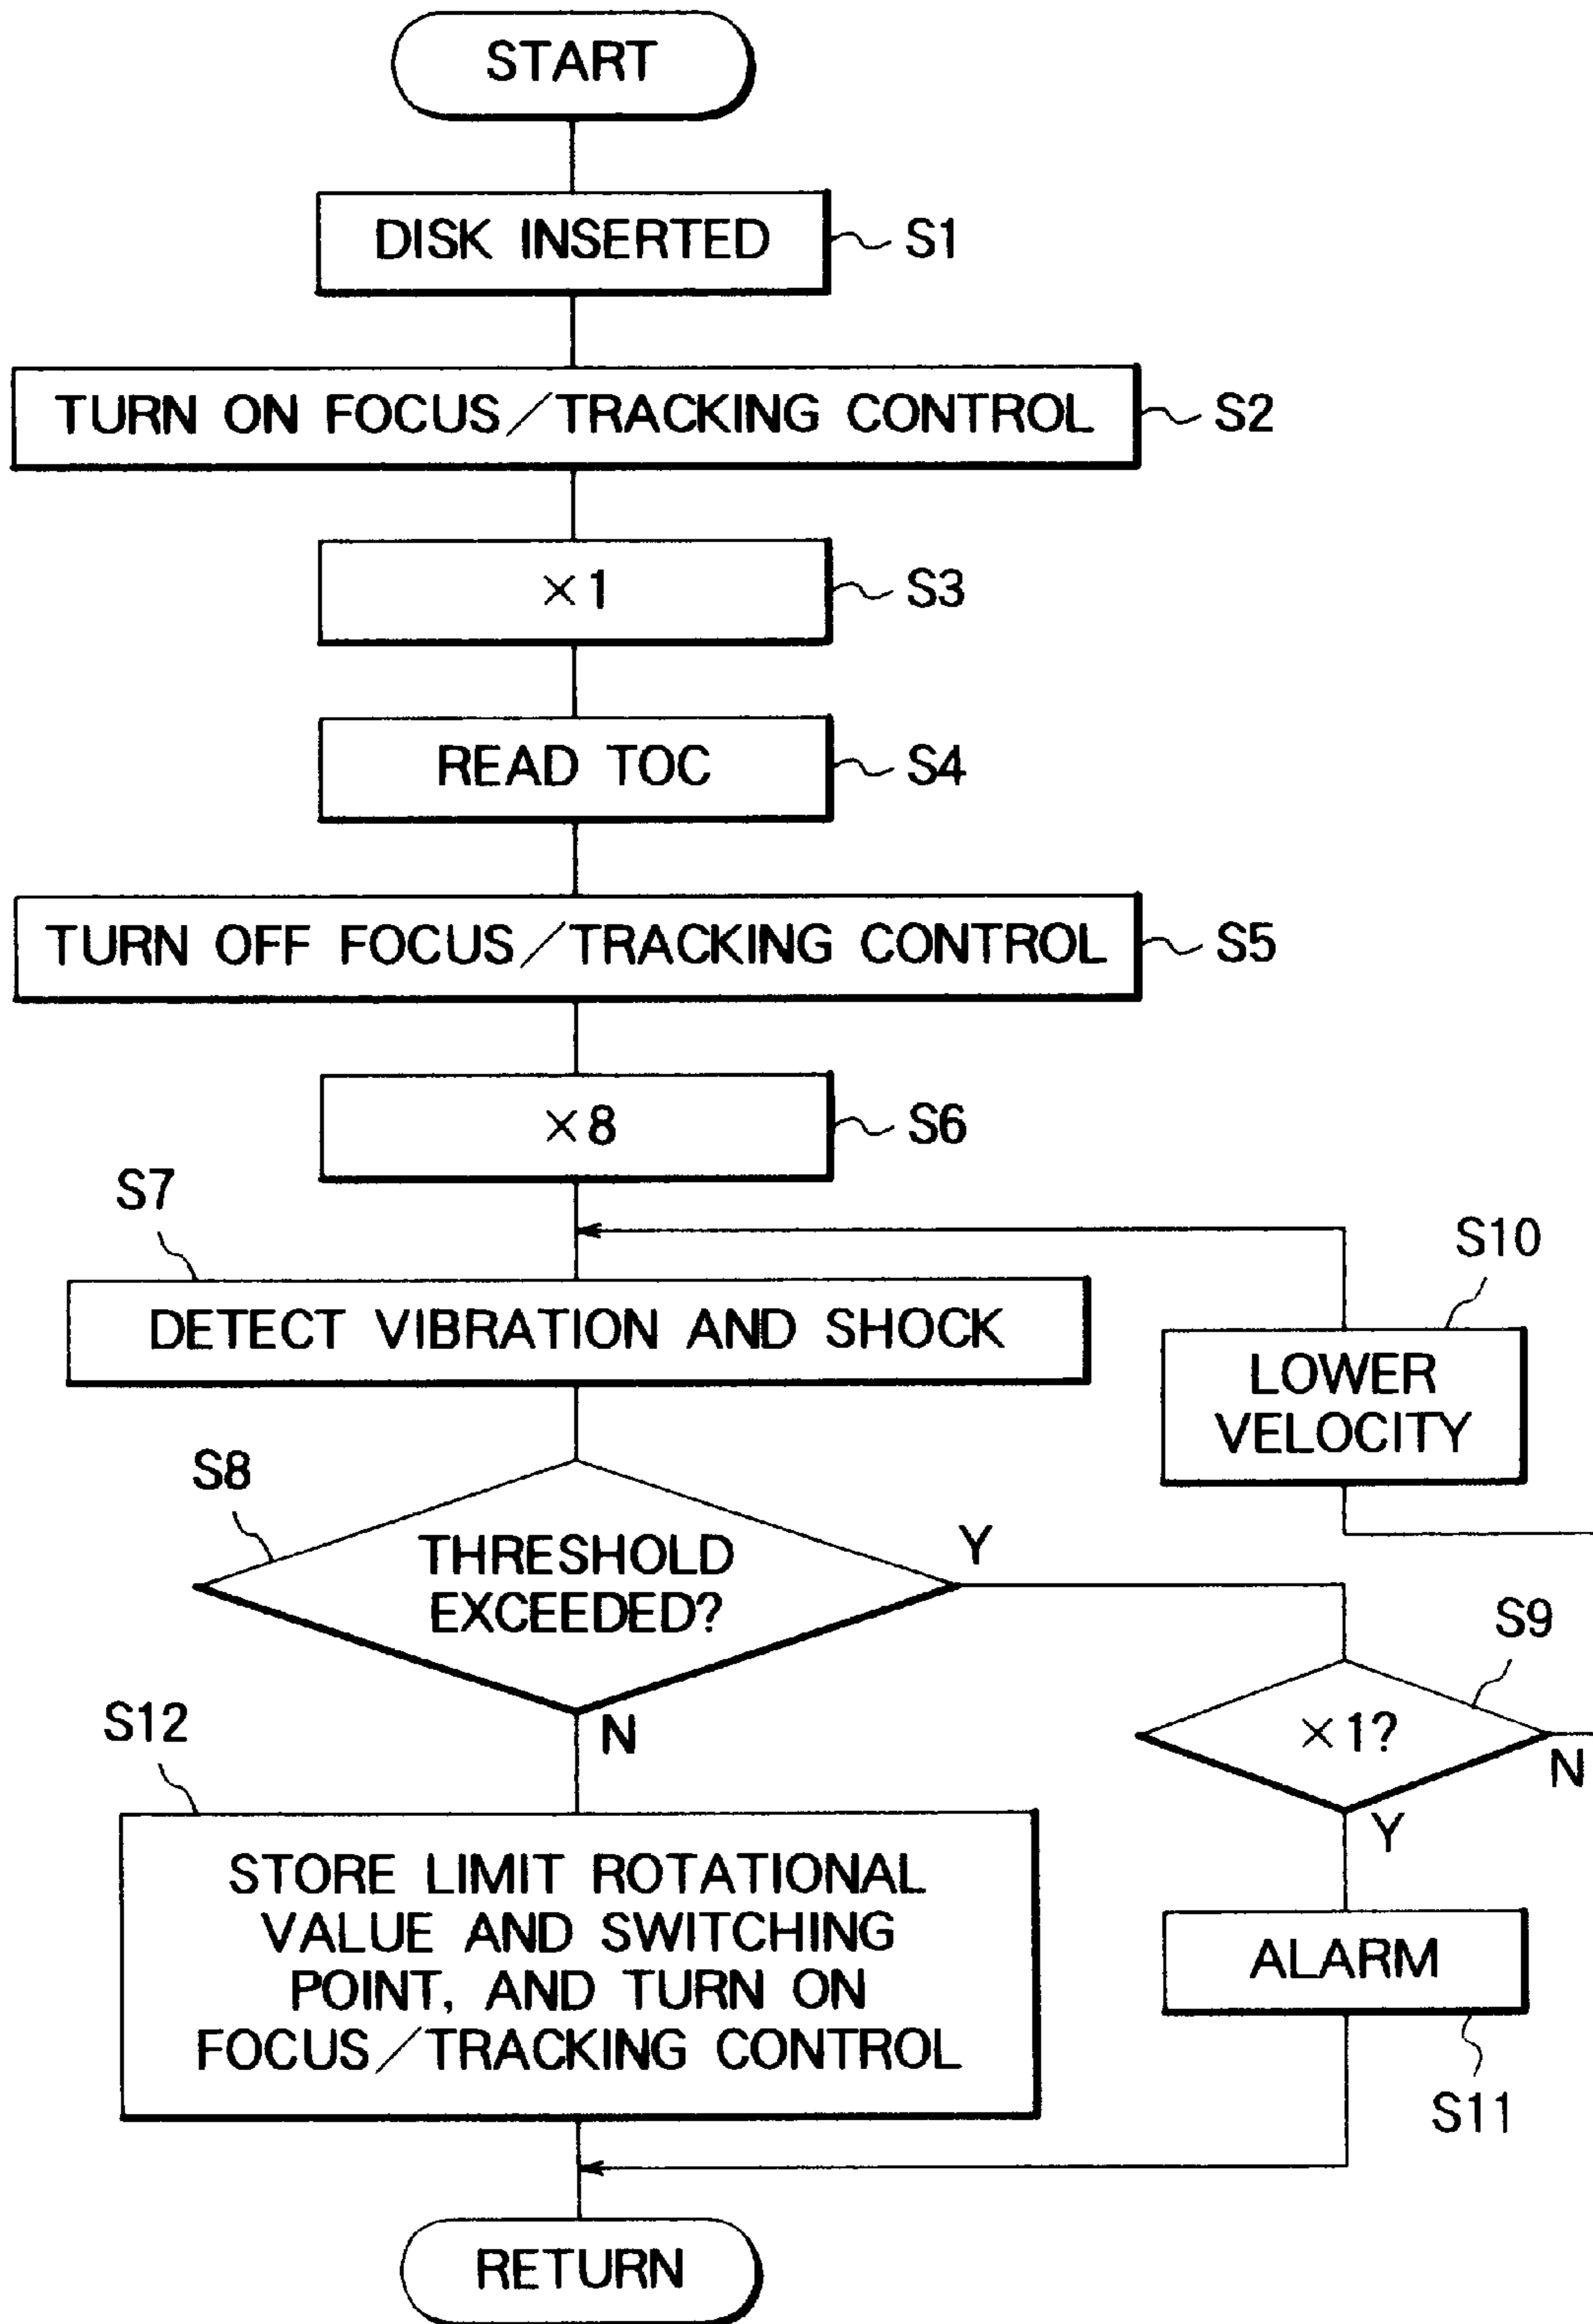 START
DISK INSERTED
S1
TURN ON FOCUS/TRACKING CONTROL
S2
×1
S3
READ TOC
S4
TURN OFF FOCUS/TRACKING CONTROL
S5
×8
S6
S7
DETECT VIBRATION AND SHOCK
S10
LOWER
VELOCITY
S8
THRESHOLD
EXCEEDED?
Y
N
S9
×1?
N
Y
S12
STORE LIMIT ROTATIONAL
VALUE AND SWITCHING
POINT, AND TURN ON
FOCUS/TRACKING CONTROL
ALARM
S11
RETURN